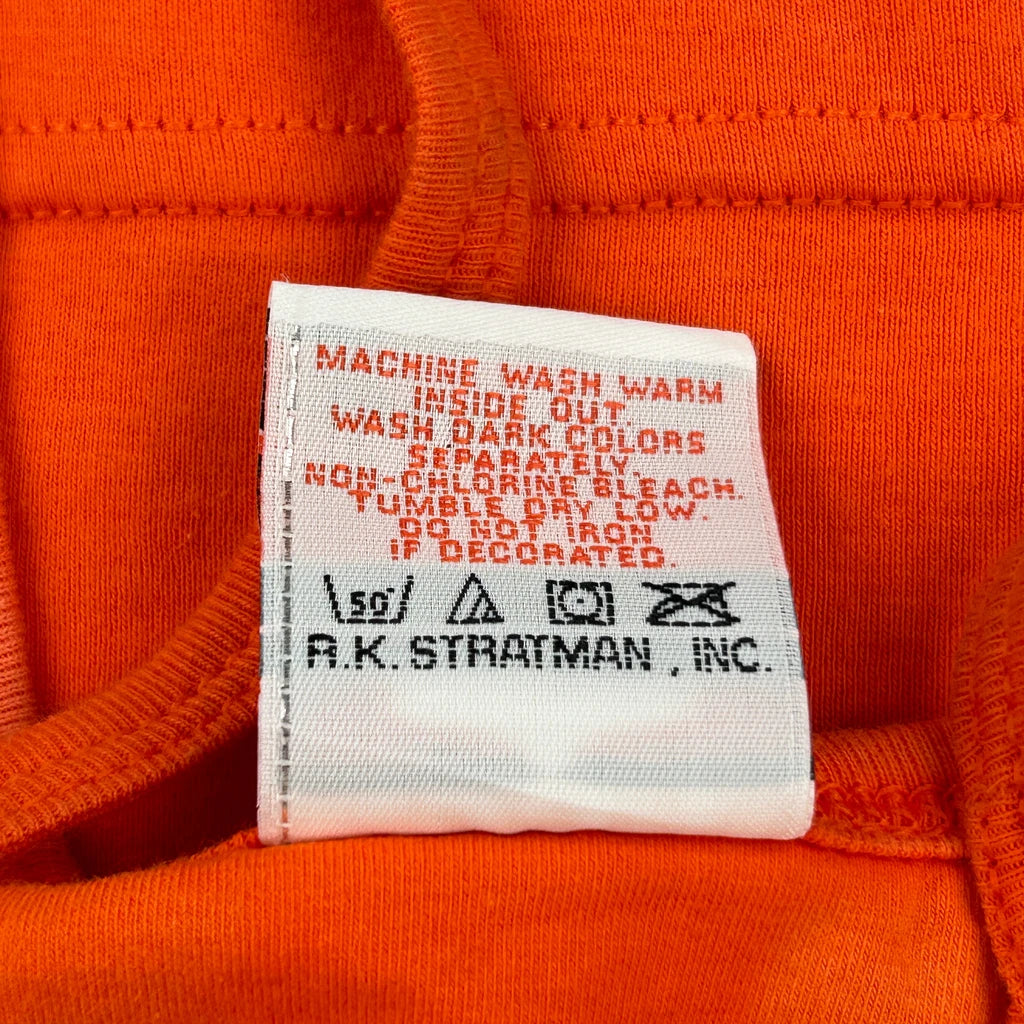 MACHINE WASH WARM
INSIDE OUT.
WASH DARK COLORS
SEPARATELY.
NON-CHLORINE BLEACH.
TUMBLE DRY LOW.
DO NOT IRON
IF DECORATED.
50°
R.K. STRATMAN, INC.